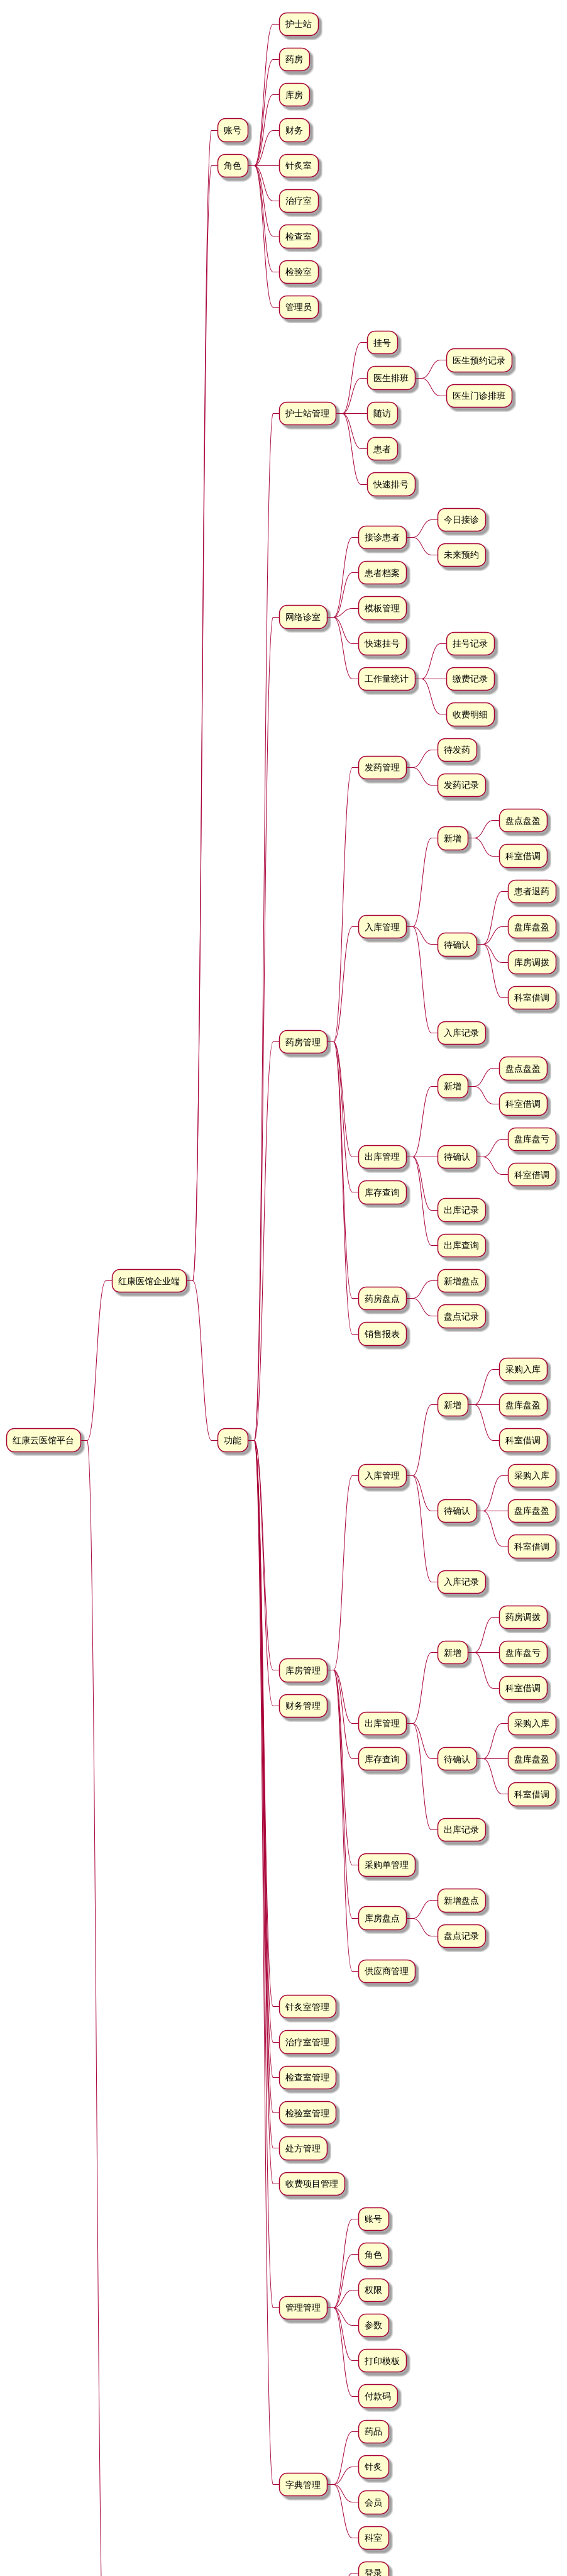 护士站
药房
库房
账号
财务
角色
针灸室
治疗室
检查室
检验室
管理员
挂号
医生预约记录
医生排班
医生门诊排班
护士站管理
随访
患者
快速排号
今日接诊
接诊患者
未来预约
患者档案
网络诊室
模板管理
快速挂号
挂号记录
工作量统计
缴费记录
收费明细
待发药
发药管理
发药记录
盘点盘盈
新增
科室借调
患者退药
入库管理
盘库盘盈
待确认
库房调拨
科室借调
入库记录
药房管理
盘点盘盈
新增
科室借调
盘库盘亏
出库管理
待确认
科室借调
库存查询
出库记录
出库查询
红康医馆企业端
新增盘点
药房盘点
盘点记录
销售报表
采购入库
新增
盘库盘盈
红康云医馆平台
功能
科室借调
入库管理
采购入库
待确认
盘库盘盈
科室借调
入库记录
药房调拨
新增
盘库盘亏
库房管理
科室借调
财务管理
出库管理
采购入库
库存查询
待确认
盘库盘盈
科室借调
出库记录
采购单管理
新增盘点
库房盘点
盘点记录
供应商管理
针灸室管理
治疗室管理
检查室管理
检验室管理
处方管理
收费项目管理
账号
角色
权限
管理管理
参数
打印模板
付款码
药品
针灸
字典管理
会员
科室
登录